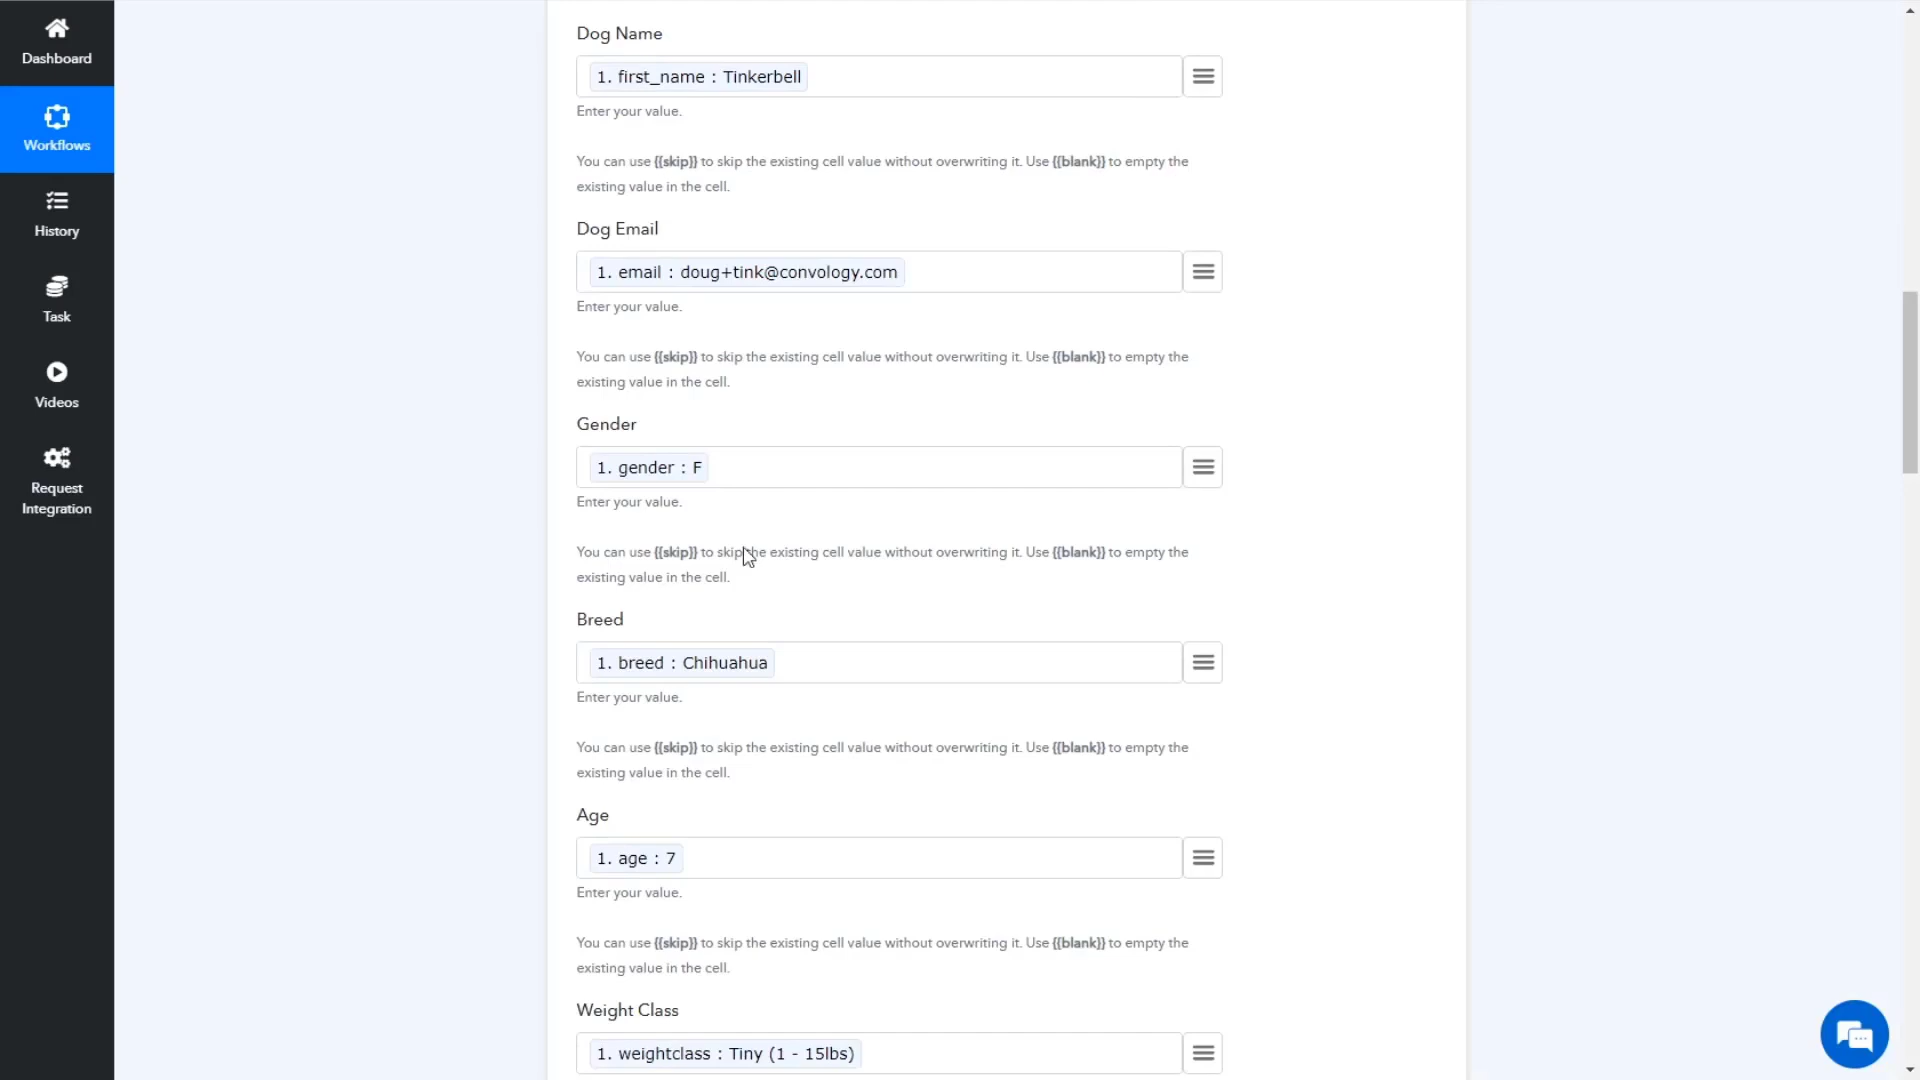 Dashboard
Workflows
History
Task
Videos
Request
Integration
Dog Name
1. first_name : Tinkerbell
Enter your value.
You can use {{skip}} to skip the existing cell value without overwriting it. Use {{blank}} to empty the
existing value in the cell.
Dog Email
1. email : doug+tink@convology.com
Enter your value.
You can use {{skip}} to skip the existing cell value without overwriting it. Use {{blank}} to empty the
existing value in the cell.
Gender
1. gender : F
Enter your value.
You can use {{skip}} to skip the existing cell value without overwriting it. Use {{blank}} to empty the
existing value in the cell.
Breed
1. breed : Chihuahua
Enter your value.
You can use {{skip}} to skip the existing cell value without overwriting it. Use {{blank}} to empty the
existing value in the cell.
Age
1. age : 7
Enter your value.
You can use {{skip}} to skip the existing cell value without overwriting it. Use {{blank}} to empty the
existing value in the cell.
Weight Class
1. weightclass : Tiny (1 - 15lbs)